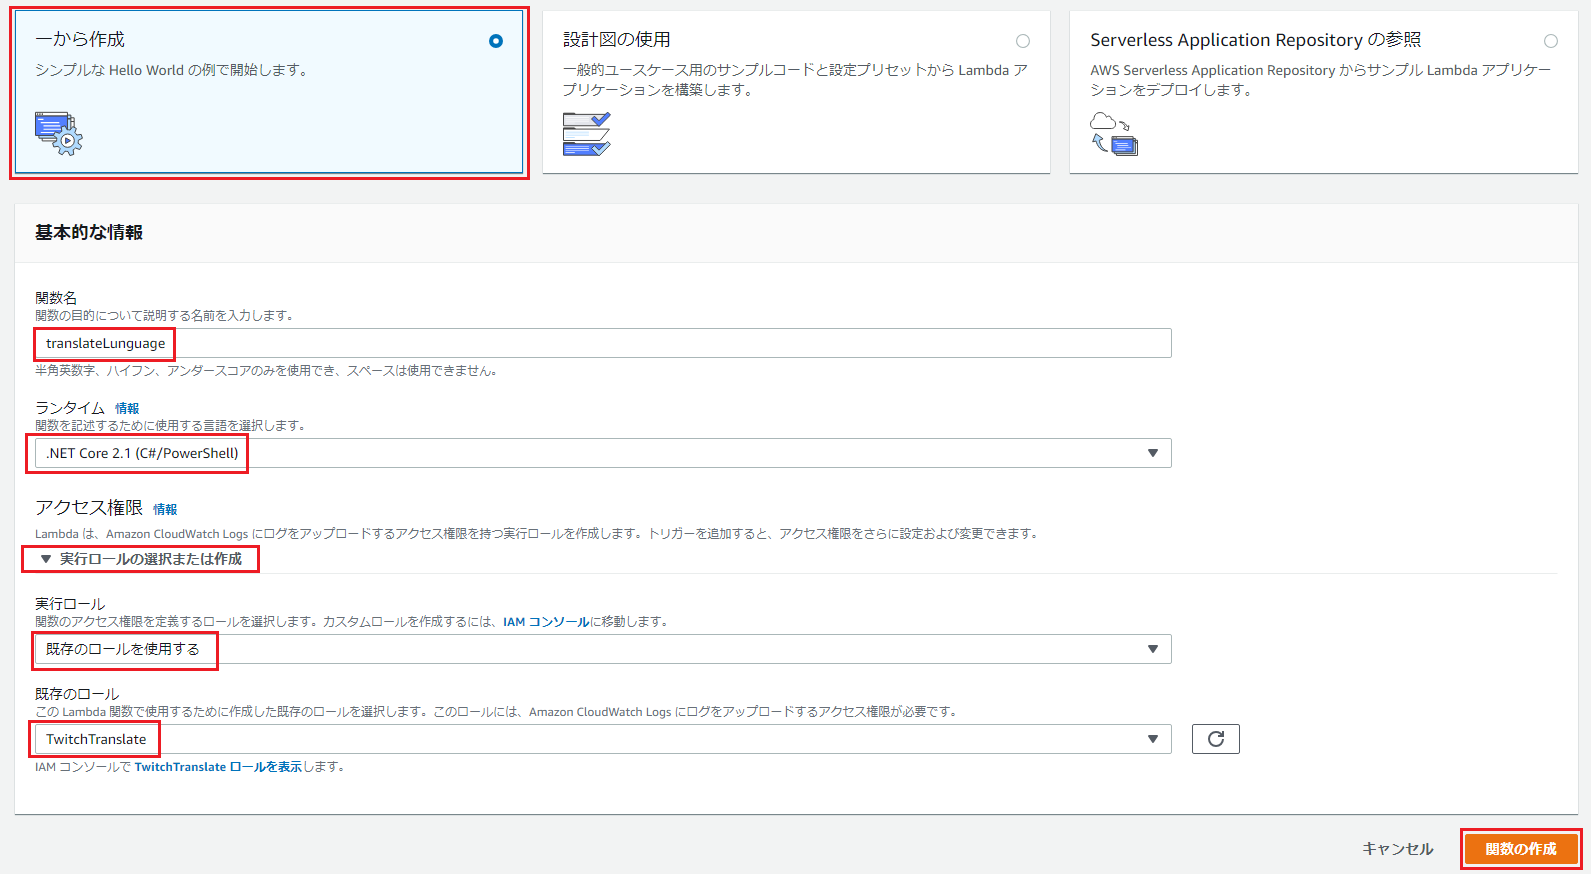 一から作成
シンプルな Hello World の例で開始します。
設計図の使用
一般的ユースケース用のサンプルコードと設定プリセットから Lambda ア
プリケーションを構築します。
Serverless Application Repository の参照
AWS Serverless Application Repository からサンプル Lambda アプリケー
ションをデプロイします。
基本的な情報
関数名
関数の目的について説明する名前を入力します。
translateLunguage
半角英数字、ハイフン、アンダースコアのみを使用でき、スペースは使用できません。
ランタイム 情報
関数を記述するために使用する言語を選択します。
.NET Core 2.1 (C#/PowerShell)
アクセス権限 情報
Lambda は、Amazon CloudWatch Logs にログをアップロードするアクセス権限を持つ実行ロールを作成します。トリガーを追加すると、アクセス権限をさらに設定および変更できます。
▼ 実行ロールの選択または作成
実行ロール
関数のアクセス権限を定義するロールを選択します。カスタムロールを作成するには、IAM コンソールに移動します。
既存のロールを使用する
既存のロール
この Lambda 関数で使用するために作成した既存のロールを選択します。このロールには、Amazon CloudWatch Logs にログをアップロードするアクセス権限が必要です。
TwitchTranslate
IAM コンソールで TwitchTranslate ロールを表示します。
キャンセル
関数の作成